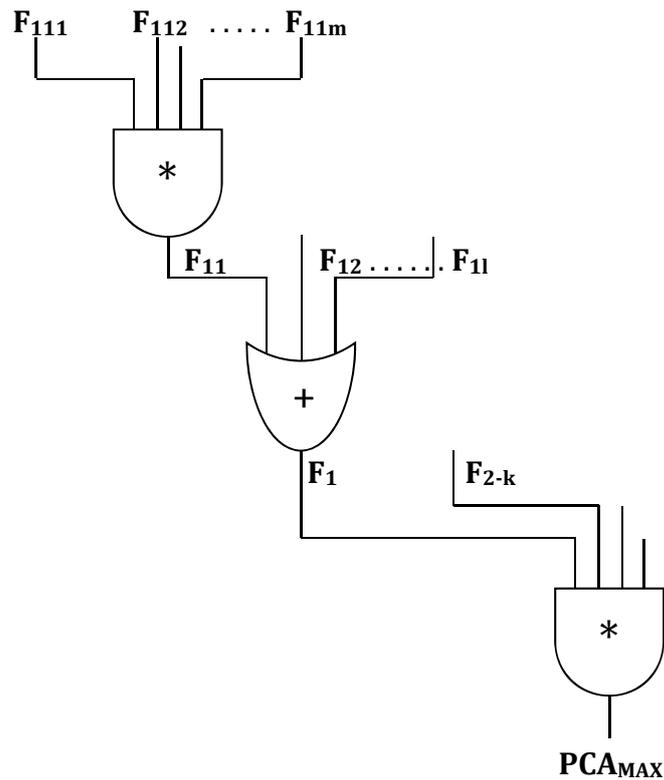 F111 F112 ..... F11m
*
F11 F12 ...... F1l
+
F1 F2-k
*
PCAMAX